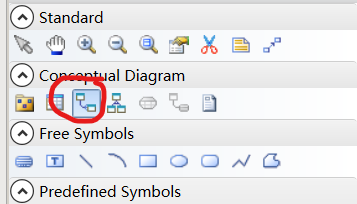 Standard
Conceptual Diagram
Free Symbols
Predefined Symbols